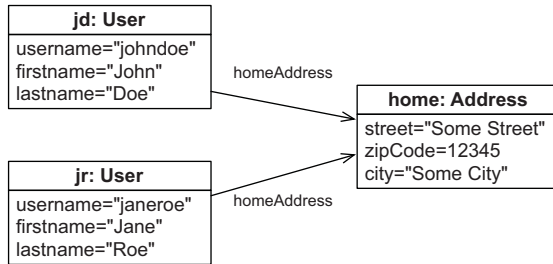 jd: User
username="johndoe"
firstname="John"
lastname="Doe"
homeAddress
home: Address
street="Some Street"
zipCode=12345
city="Some City"
jr: User
username="janeroe"
firstname="Jane"
lastname="Roe"
homeAddress